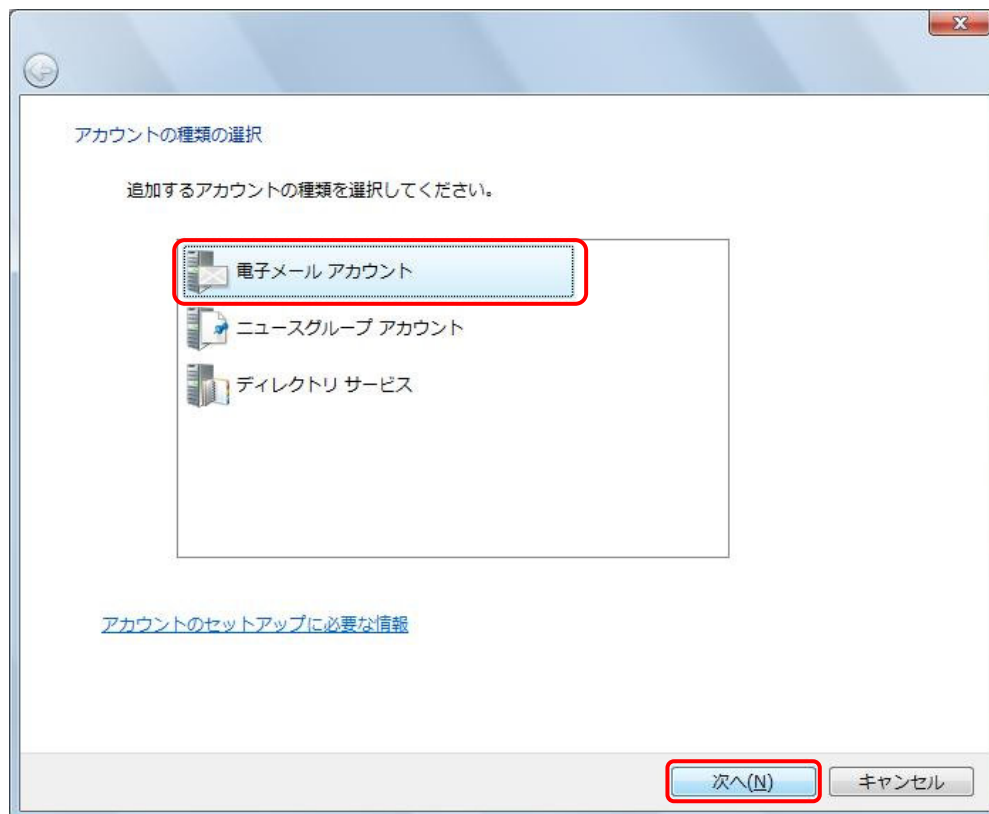 アカウントの種類の選択
追加するアカウントの種類を選択してください。
電子メール アカウント
ニュースグループ アカウント
ディレクトリ サービス
アカウントのセットアップに必要な情報
次へ(N)
キャンセル